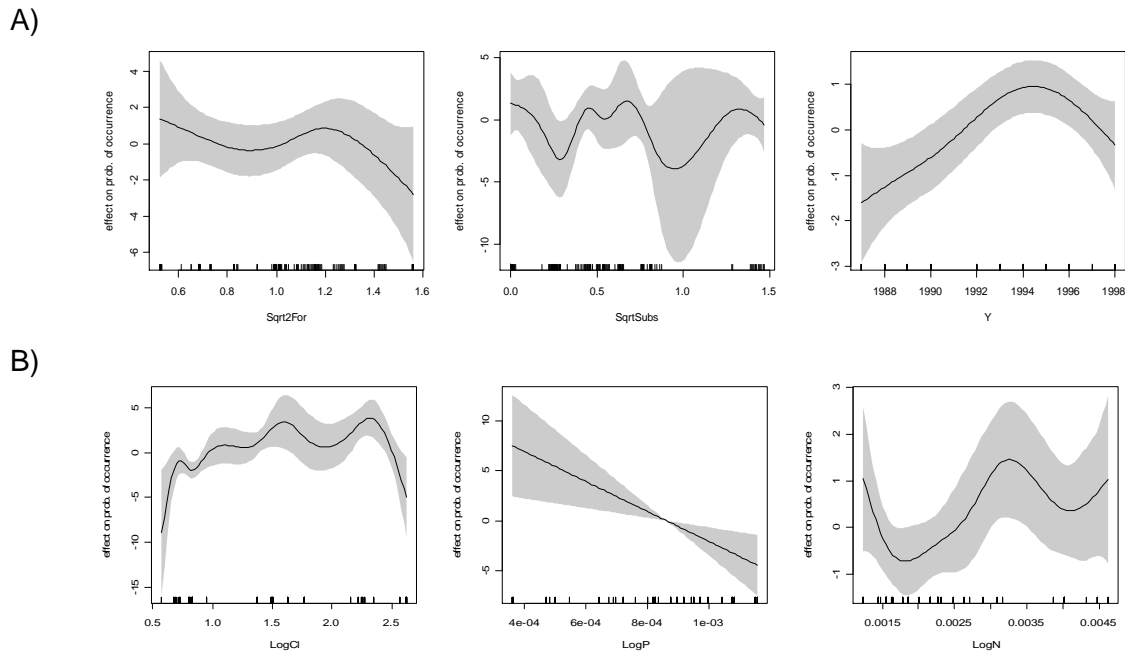 A)
effect on prob. of occurrence
4
2
0
-2
-4
-6
0.6 0.8 1.0 1.2 1.4 1.6
Sqrt2For
effect on prob. of occurrence
5
0
-5
-10
0.0 0.5 1.0 1.5
SqrtSubs
effect on prob. of occurrence
1
0
-1
-2
-3
1988 1990 1992 1994 1996 1998
Y
B)
effect on prob. of occurrence
5
0
-5
-10
-15
0.5 1.0 1.5 2.0 2.5
LogCl
effect on prob. of occurrence
10
5
0
-5
4e-04 6e-04 8e-04 1e-03
LogP
effect on prob. of occurrence
3
2
1
0
-1
0.0015 0.0025 0.0035 0.0045
LogN